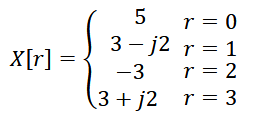 X[r] = { 5 r = 0
3 − j2 r = 1
−3 r = 2
3 + j2 r = 3